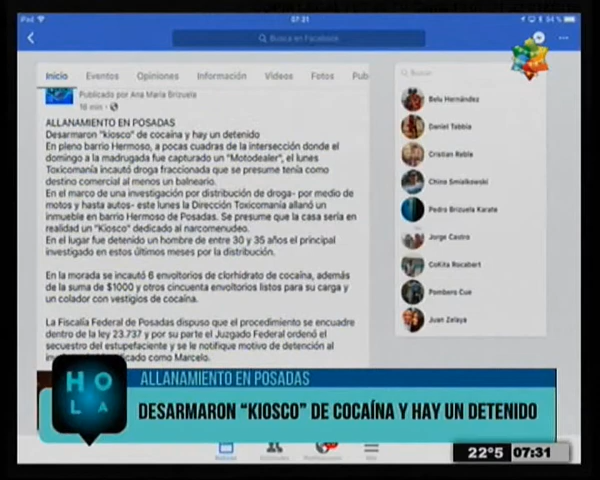 iPad
07:31
94 %
Busca en Facebook
Inicio Eventos Opiniones Información Videos Fotos Pub
Buscar
Publicado por Ana Maria Brizuela
18 min
ALLANAMIENTO EN POSADAS
Desarmaron "kiosco" de cocaína y hay un detenido
En pleno barrio Hermoso, a pocas cuadras de la intersección donde el
domingo a la madrugada fue capturado un "Motodealer", el lunes
Toxicomanía incautó droga fraccionada que se presume tenía como
destino comercial al menos un balneario.
En el marco de una investigación por distribución de droga- por medio de
motos y hasta autos- este lunes la Dirección Toxicomanía allanó un
inmueble en barrio Hermoso de Posadas. Se presume que la casa sería en
realidad un "Kiosco" dedicado al narcomenudeo.
En el lugar fue detenido un hombre de entre 30 y 35 años el principal
investigado en estos últimos meses por la distribución.
En la morada se incautó 6 envoltorios de clorhidrato de cocaína, además
de la suma de $1000 y otros cincuenta envoltorios listos para su carga y
un colador con vestigios de cocaína.
La Fiscalía Federal de Posadas dispuso que el procedimiento se encuadre
dentro de la ley 23.737 y por su parte el Juzgado Federal ordenó el
secuestro del estupefaciente y se le notifique motivo de detención al
como Marcelo.
Belu Hernández
Daniel Tabbia
Cristian Reble
Chino Smialkowski
Pedro Brizuela Karate
Jorge Castro
CoKita Rocabert
Pombero Cue
Juan Zelaya
HO
LA
ALLANAMIENTO EN POSADAS
DESARMARON "KIOSCO" DE COCAÍNA Y HAY UN DETENIDO
22°5 07:31